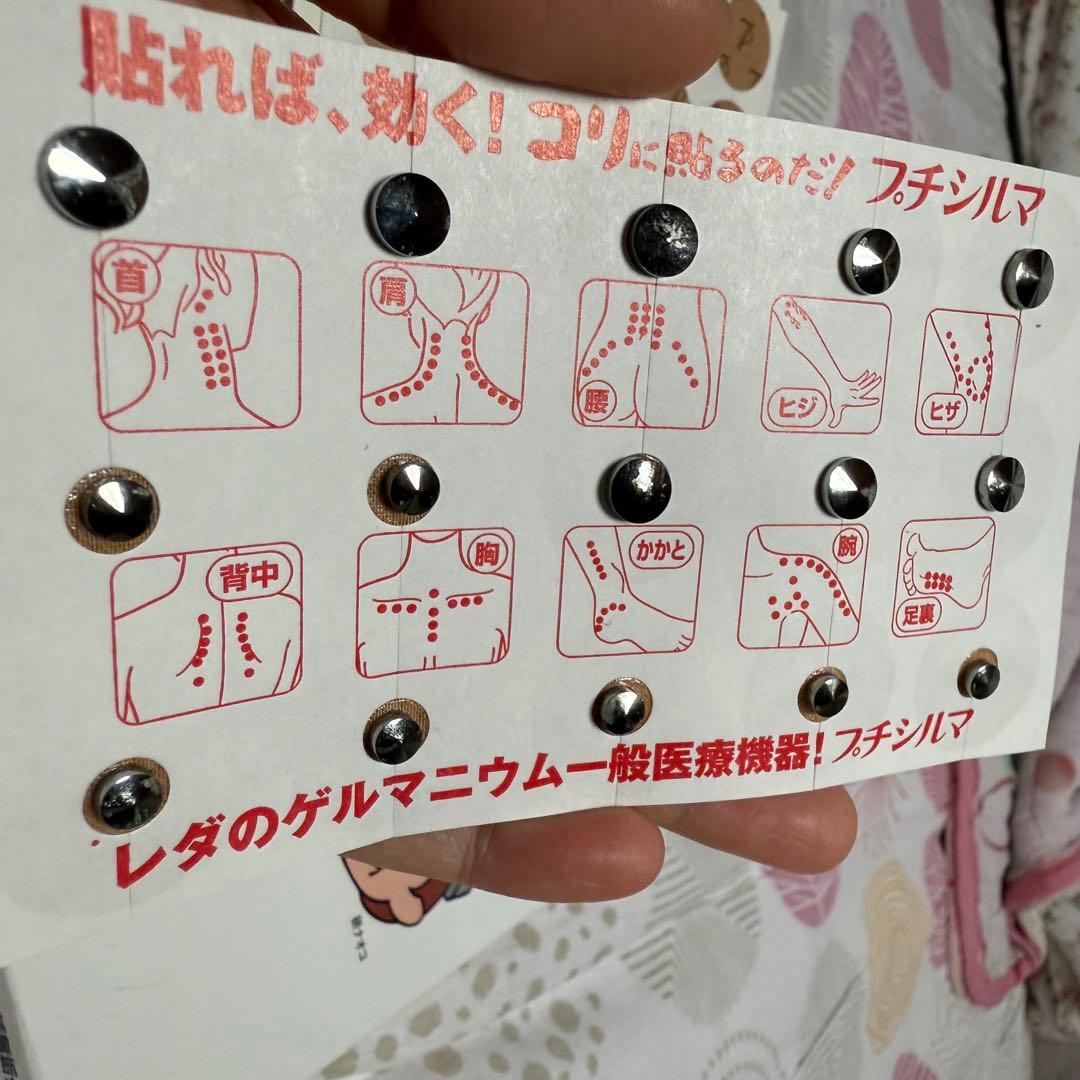 貼れば、効く!コリに貼るのだ!プチシルマ
首
肩
腰
ヒジ
ヒザ
背中
胸
かかと
腕
足裏
レダのゲルマニウム一般医療機器!プチシルマ